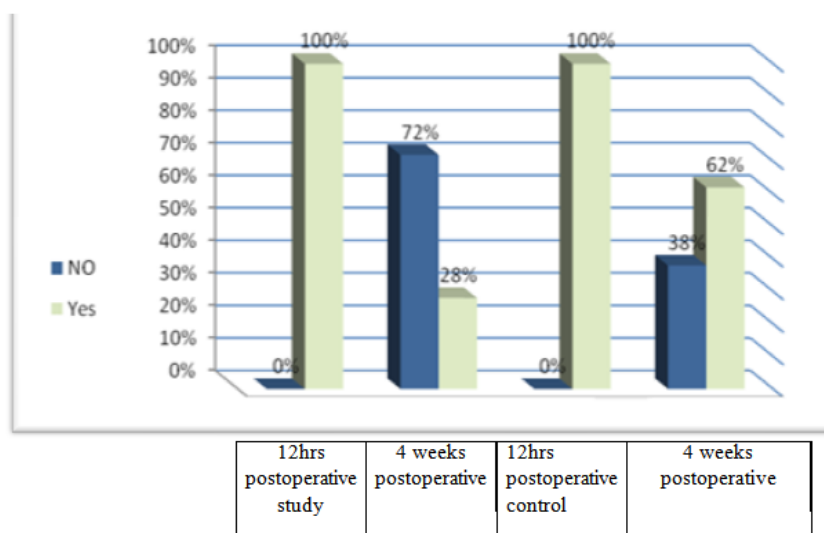 100%
90%
80%
70%
60%
50%
40%
30%
20%
10%
0%
NO
Yes
0%
100%
72%
28%
0%
100%
38%
62%
12hrs
postoperative
study
4 weeks
postoperative
12hrs
postoperative
control
4 weeks
postoperative